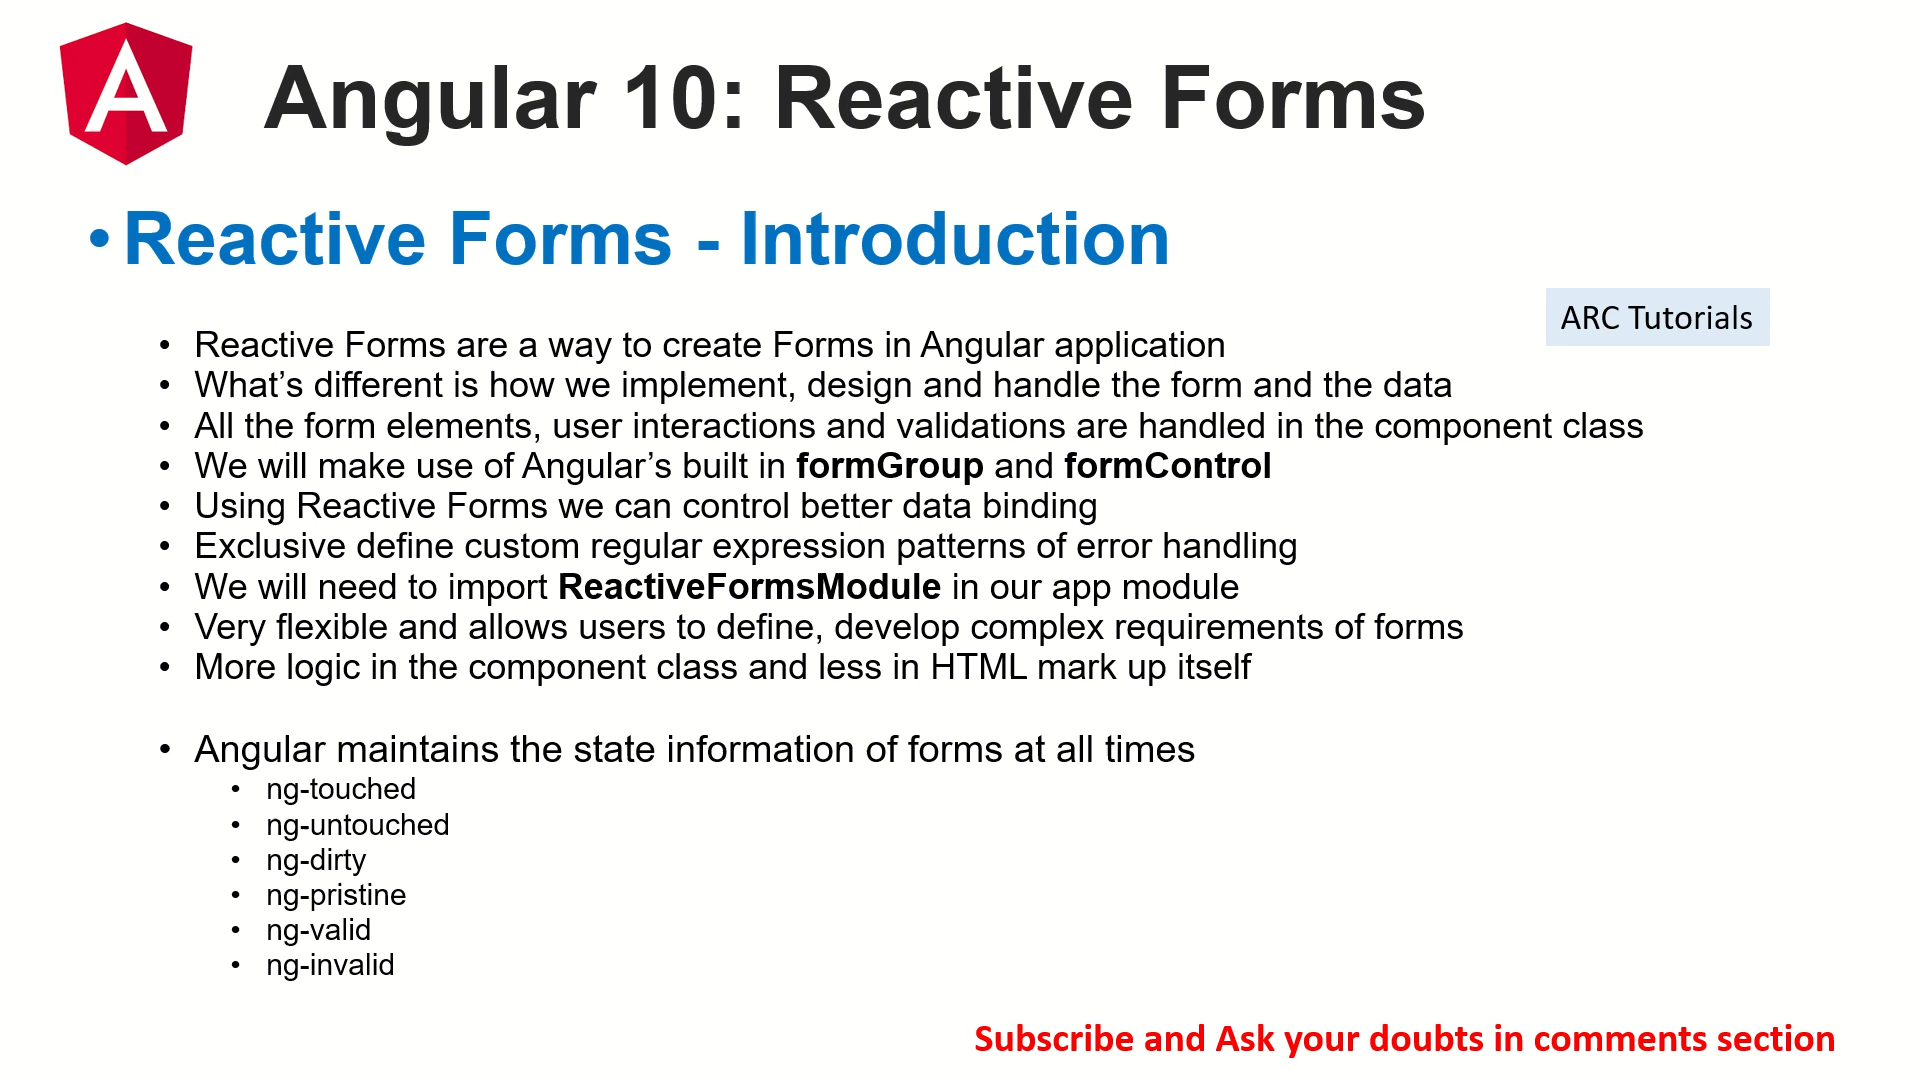 Angular 10: Reactive Forms
• Reactive Forms - Introduction
ARC Tutorials
• Reactive Forms are a way to create Forms in Angular application
• What’s different is how we implement, design and handle the form and the data
• All the form elements, user interactions and validations are handled in the component class
• We will make use of Angular’s built in formGroup and formControl
• Using Reactive Forms we can control better data binding
• Exclusive define custom regular expression patterns of error handling
• We will need to import ReactiveFormsModule in our app module
• Very flexible and allows users to define, develop complex requirements of forms
• More logic in the component class and less in HTML mark up itself
• Angular maintains the state information of forms at all times
• ng-touched
• ng-untouched
• ng-dirty
• ng-pristine
• ng-valid
• ng-invalid
Subscribe and Ask your doubts in comments section